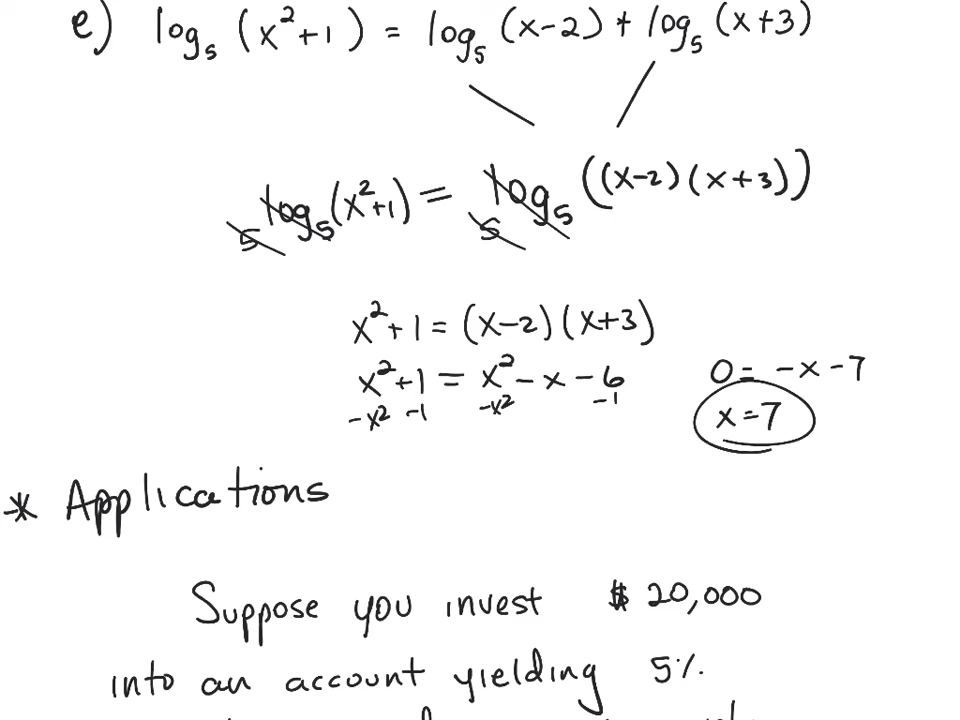 e) log₅ (x²+1) = log₅ (x-2) + log₅ (x+3)
5 log₅(x²+1) = 5 log₅ ((x-2)(x+3))
x²+1 = (x-2)(x+3)
x²+1 = x² - x - 6
-x² -1 -x² -1
0 = -x - 7
x = 7
* Applications
Suppose you invest $ 20,000
into an account yielding 5%